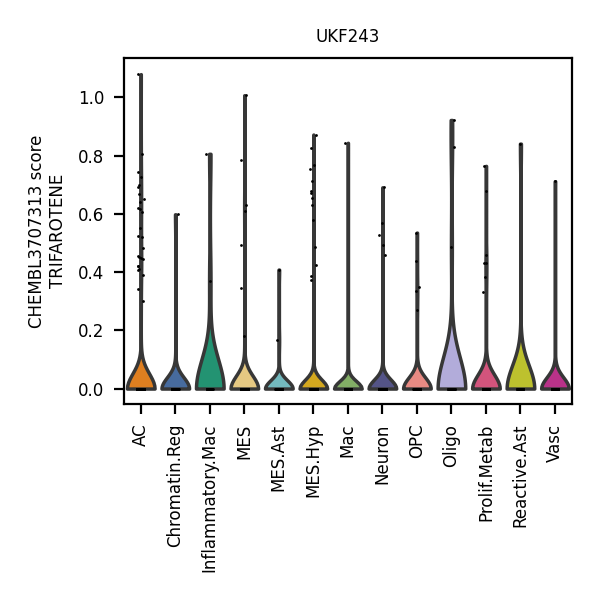 UKF243
CHEMBL3707313 score
TRIFAROTENE
1.0
0.8
0.6
0.4
0.2
0.0
AC
Chromatin.Reg
Inflammatory.Mac
MES
MES.Ast
MES.Hyp
Mac
Neuron
OPC
Oligo
Prolif.Metab
Reactive.Ast
Vasc